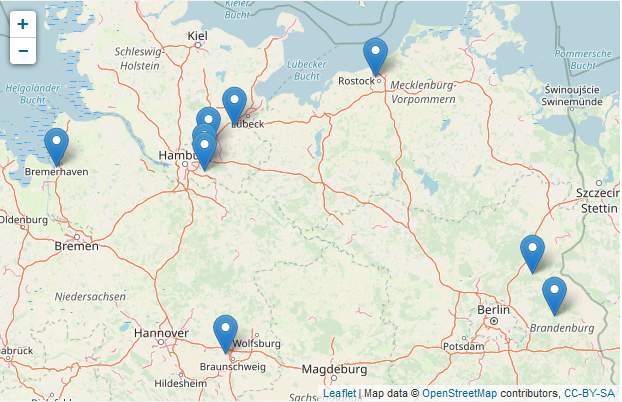 +
−
Kiel
Schleswig-
Holstein
Lübecker
Bucht
Rostock
Mecklenburg-
Vorpommern
Pommersche
Bucht
Helgoländer
Bucht
Świnoujście
Swinemünde
Lübeck
Hambu
Bremerhaven
Szczecin
Stettin
Oldenburg
Bremen
Niedersachsen
Berlin
Brandenburg
Hannover
Wolfsburg
Potsdam
Braunschweig
Magdeburg
Hildesheim
Leaflet | Map data © OpenStreetMap contributors, CC-BY-SA